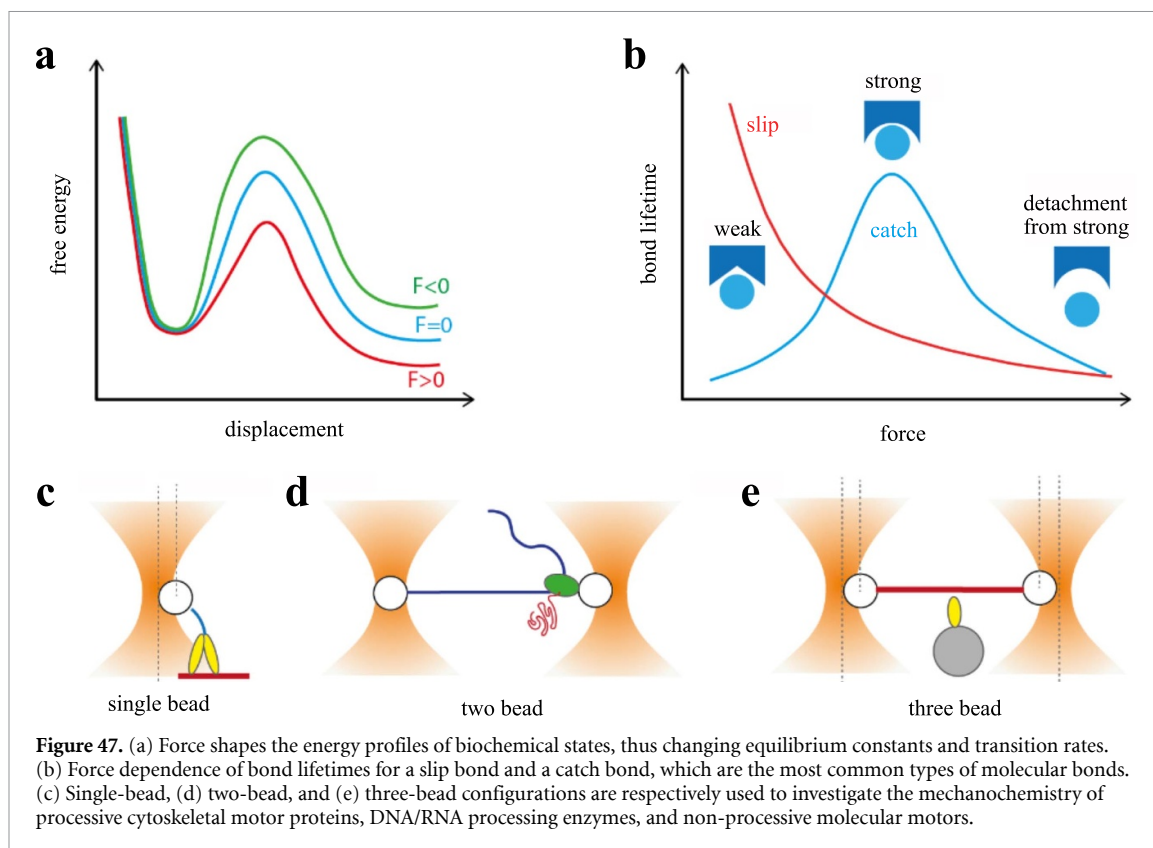 a
free energy
F<0
F=0
F>0
displacement
b
bond lifetime
slip
strong
weak
catch
detachment
from strong
force
c
single bead
d
two bead
e
three bead
Figure 47. (a) Force shapes the energy profiles of biochemical states, thus changing equilibrium constants and transition rates.
(b) Force dependence of bond lifetimes for a slip bond and a catch bond, which are the most common types of molecular bonds.
(c) Single-bead, (d) two-bead, and (e) three-bead configurations are respectively used to investigate the mechanochemistry of
processive cytoskeletal motor proteins, DNA/RNA processing enzymes, and non-processive molecular motors.